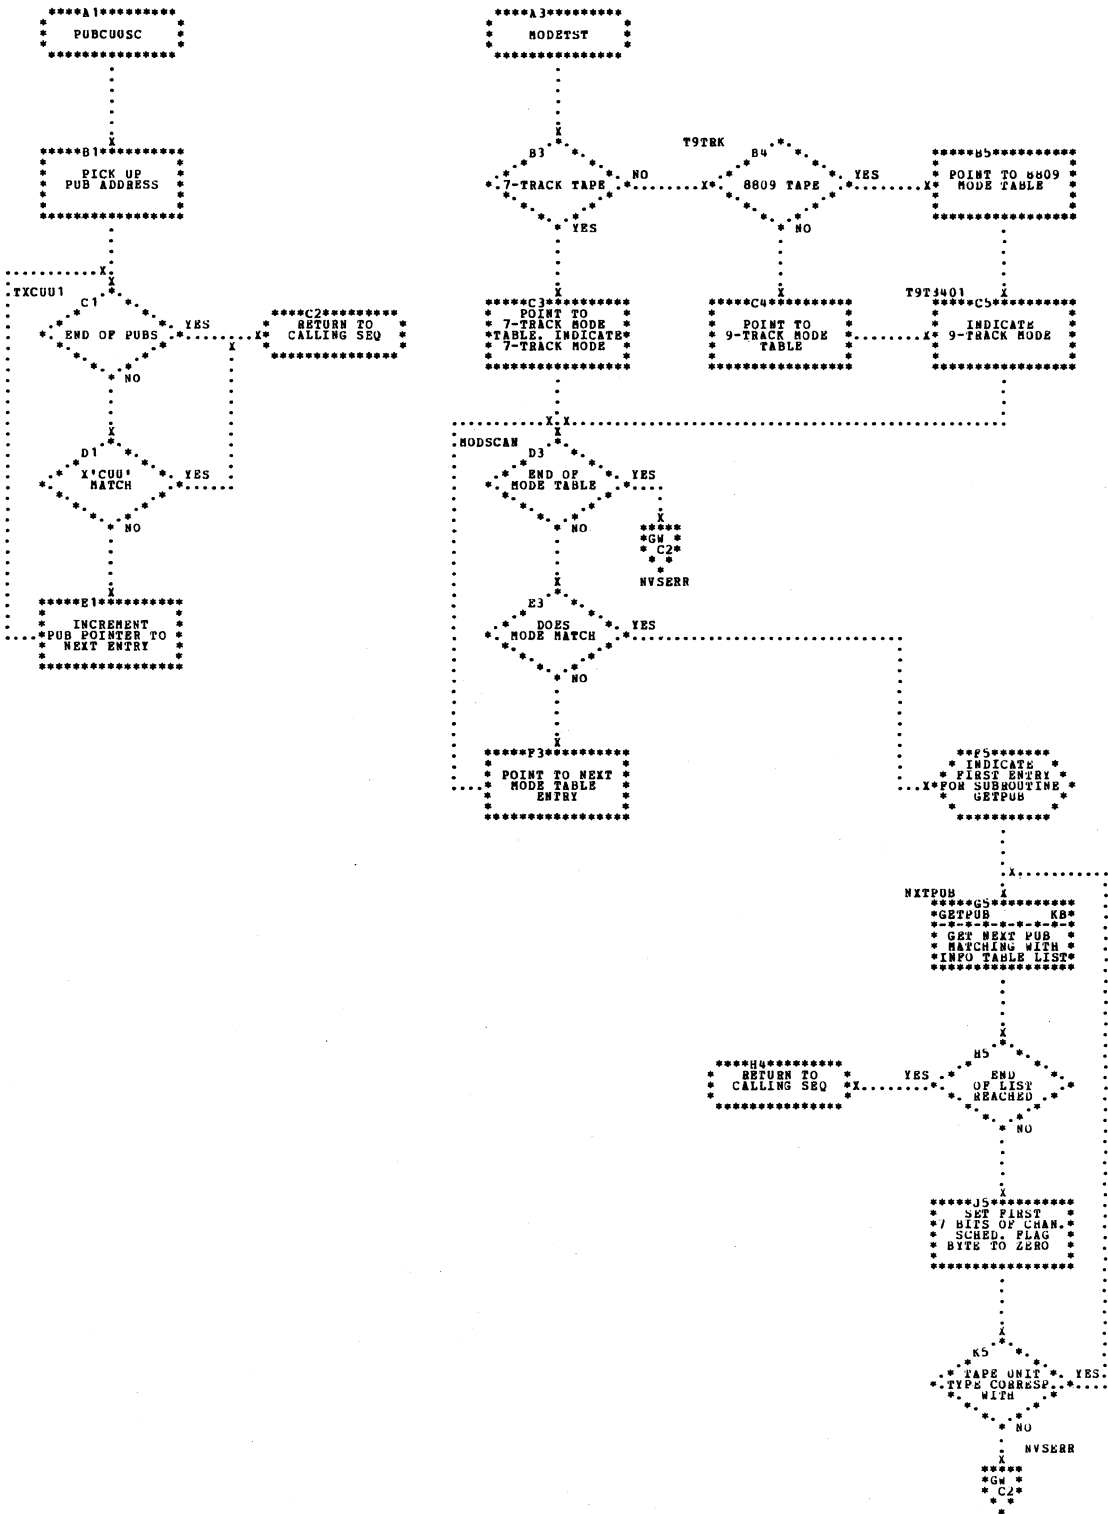 A1
PUBCUUSC
B1
PICK UP
PUB ADDRESS
TXCUU1
C1
END OF PUBS
YES
NO
C2
RETURN TO
CALLING SEQ
D1
X'CUU'
MATCH
YES
NO
E1
INCREMENT
PUB POINTER TO
NEXT ENTRY
A3
MODETST
B3
7-TRACK TAPE
NO
YES
T9TRK
B4
8809 TAPE
YES
NO
B5
POINT TO 8809
MODE TABLE
C3
POINT TO
7-TRACK MODE
TABLE. INDICATE
7-TRACK MODE
C4
POINT TO
9-TRACK MODE
TABLE
T9T3401
C5
INDICATE
9-TRACK MODE
MODSCAN
D3
END OF
MODE TABLE
YES
NO
GW
C2
NVSERR
E3
DOES
MODE MATCH
YES
NO
F3
POINT TO NEXT
MODE TABLE
ENTRY
F5
INDICATE
FIRST ENTRY
FOR SUBROUTINE
GETPUB
NXTPUB
G5
GETPUB KB
GET NEXT PUB
MATCHING WITH
INFO TABLE LIST
H5
END
OF LIST
REACHED
YES
NO
H4
RETURN TO
CALLING SEQ
J5
SET FIRST
7 BITS OF CHAN.
SCHED. FLAG
BYTE TO ZERO
K5
TAPE UNIT
TYPE CORRESP.
WITH
YES
NO
NVSERR
GW
C2